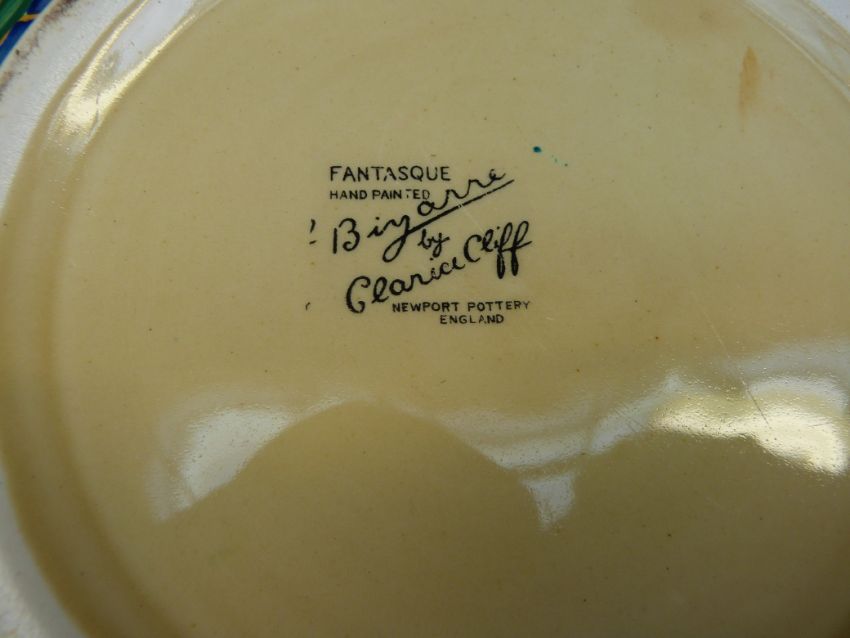 FANTASQUE
HAND PAINTED
Bizarre
by
Clarice Cliff
NEWPORT POTTERY
ENGLAND